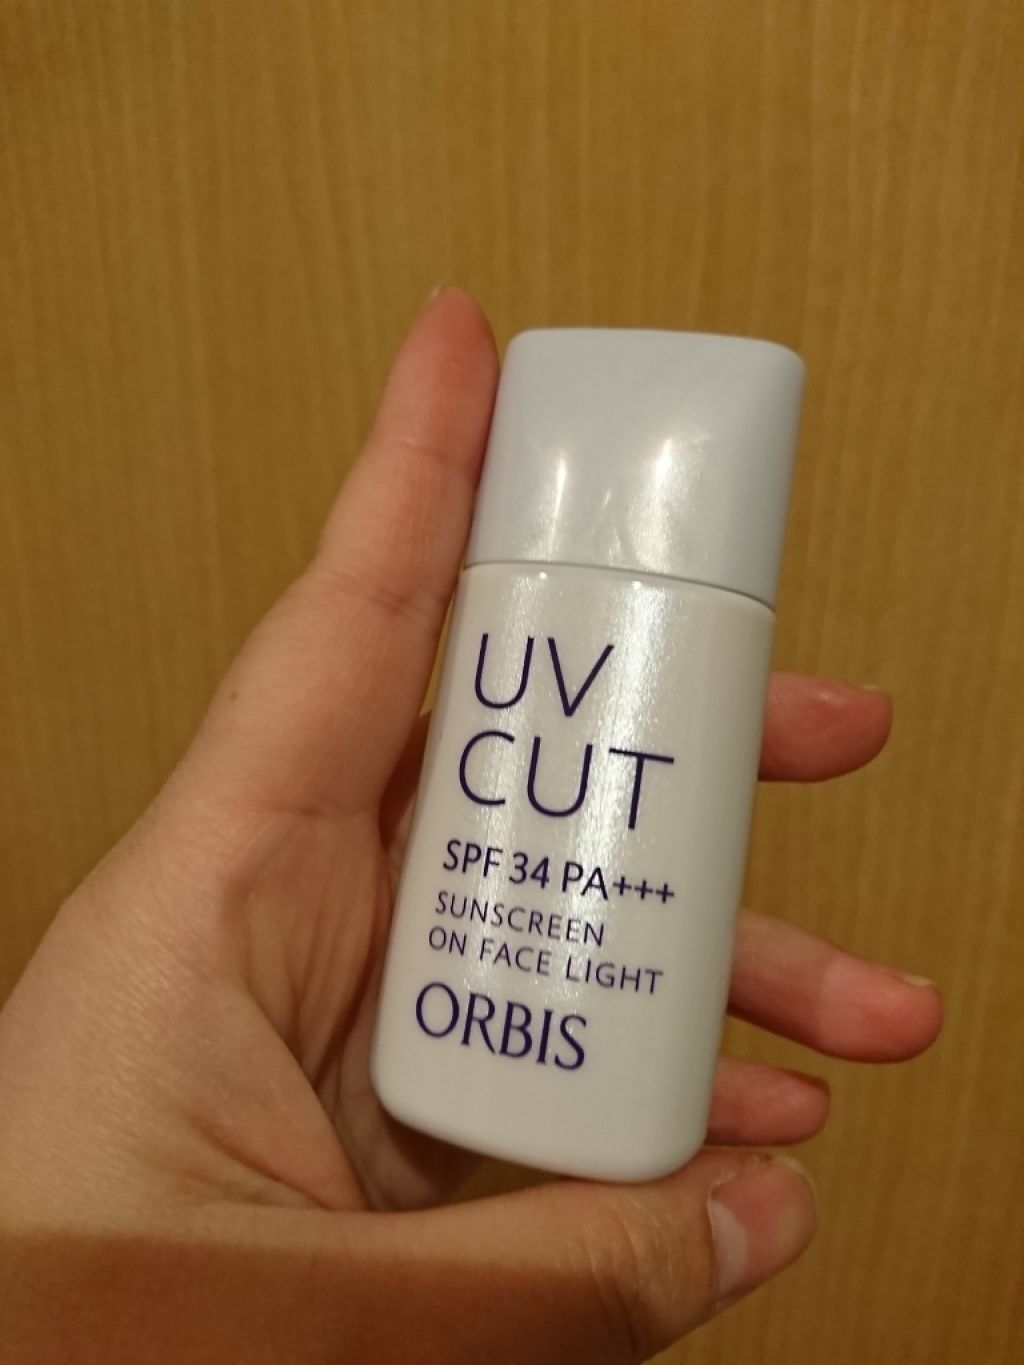 UV
CUT
SPF 34 PA+++
SUNSCREEN
ON FACE LIGHT
ORBIS